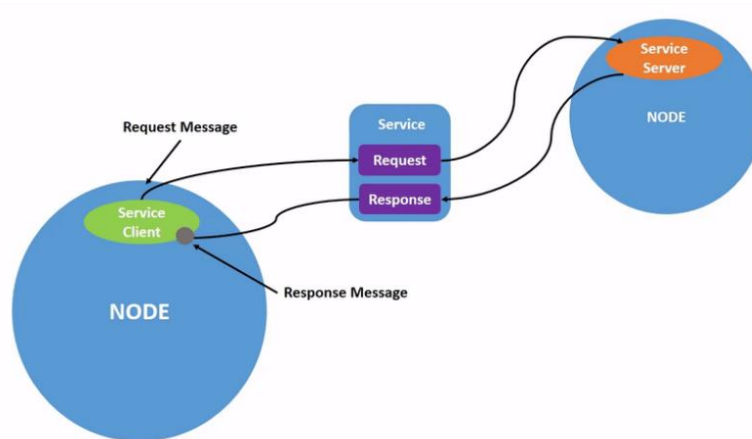 Service
Server
NODE
Service
Request
Response
Request Message
Service
Client
Response Message
NODE